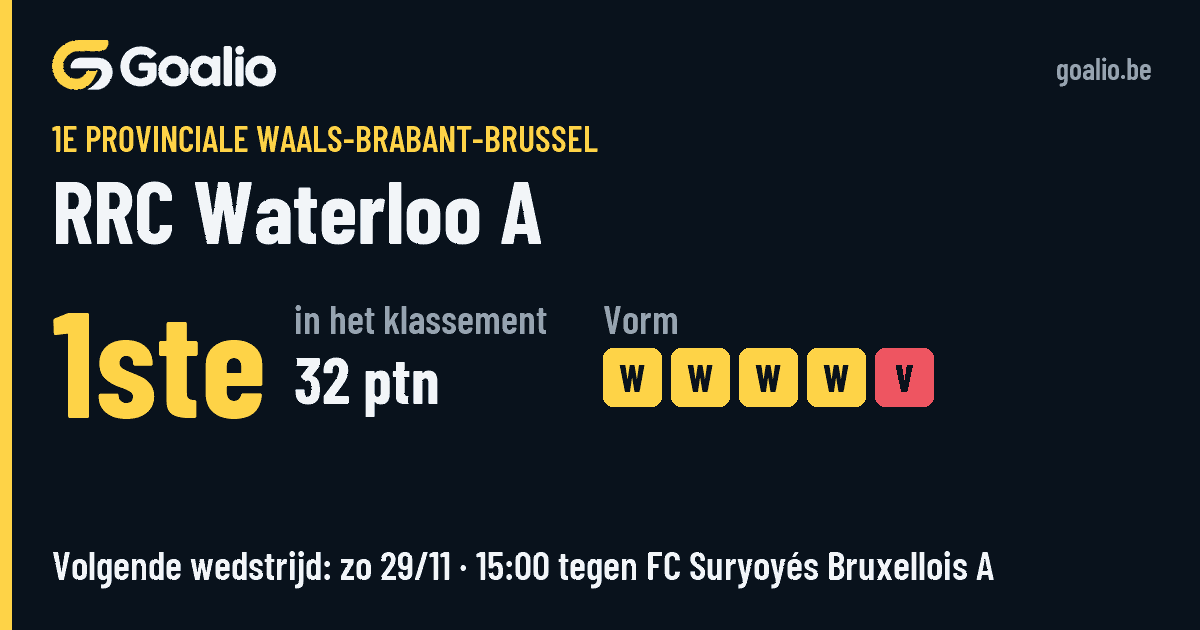 Goalio
goalio.be
1E PROVINCIALE WAALS-BRABANT-BRUSSEL
RRC Waterloo A
1ste
in het klassement
32 ptn
Vorm
W W W W V
Volgende wedstrijd: zo 29/11 · 15:00 tegen FC Suryoyés Bruxellois A